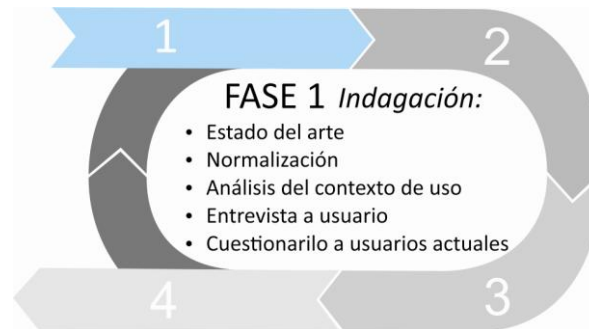 1
2
FASE 1 Indagación:
• Estado del arte
• Normalización
• Análisis del contexto de uso
• Entrevista a usuario
• Cuestionarilo a usuarios actuales
4
3